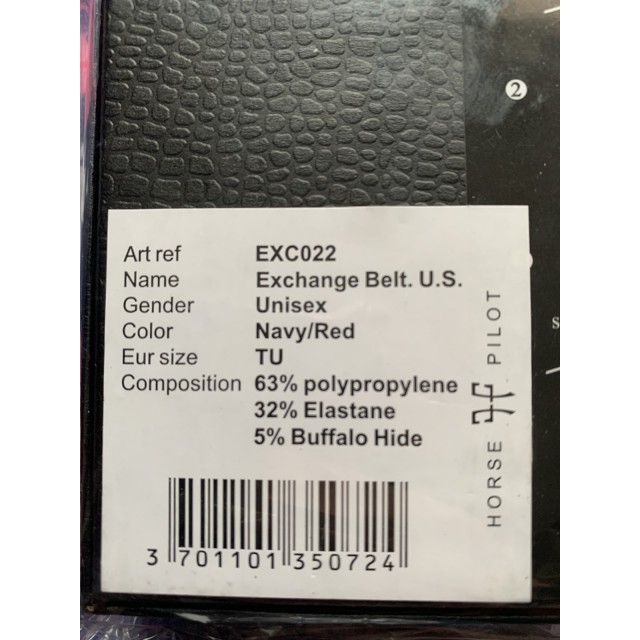 2
Art ref EXC022
Name Exchange Belt. U.S.
Gender Unisex
Color Navy/Red
Eur size TU
Composition 63% polypropylene
32% Elastane
5% Buffalo Hide
HORSE PILOT
3 701101 350724
s